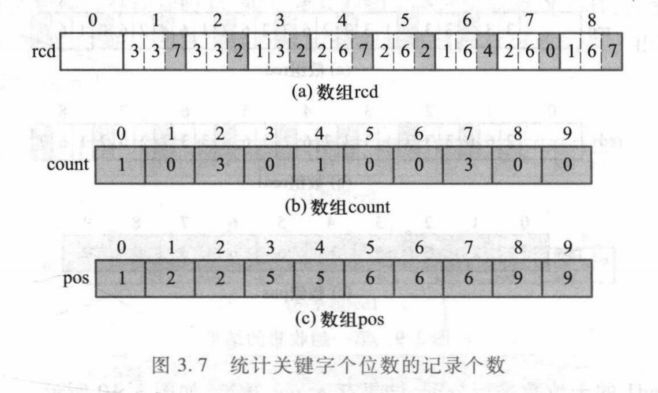 0 1 2 3 4 5 6 7 8
rcd 3 3 7 3 3 2 1 3 2 2 6 7 2 6 2 1 6 4 2 6 0 1 6 7
(a) 数组rcd
0 1 2 3 4 5 6 7 8 9
count 1 0 3 0 1 0 0 3 0 0
(b) 数组count
0 1 2 3 4 5 6 7 8 9
pos 1 2 2 5 5 6 6 6 9 9
(c) 数组pos
图 3.7 统计关键字个位数的记录个数